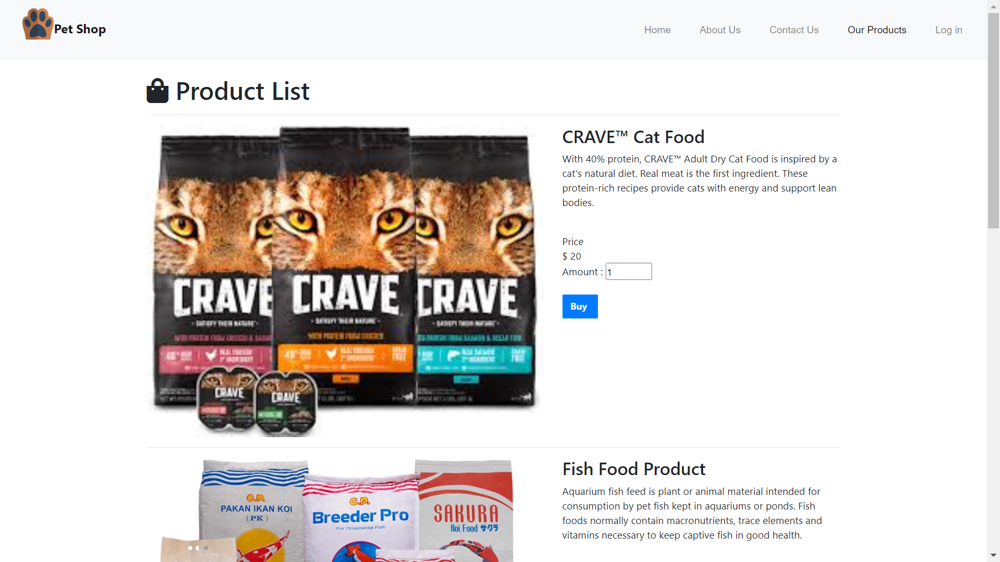 Pet Shop
Home
About Us
Contact Us
Our Products
Log in
Product List
CRAVE™ Cat Food
With 40% protein, CRAVE™ Adult Dry Cat Food is inspired by a
cat's natural diet. Real meat is the first ingredient. These
protein-rich recipes provide cats with energy and support lean
bodies.
Price
$ 20
Amount : 1
Buy
CRAVE
CRAVE
CRAVE
- SATISFY THEIR NATURE -
- SATISFY THEIR NATURE -
- SATISFY THEIR NATURE -
WITH PROTEIN FROM CHICKEN
CRAVE
CRAVE
Fish Food Product
Aquarium fish feed is plant or animal material intended for
consumption by pet fish kept in aquariums or ponds. Fish
foods normally contain macronutrients, trace elements and
vitamins necessary to keep captive fish in good health.
C.P.
PAKAN IKAN KOI
( PK )
C.P.
Breeder Pro
For Ornamental Fish
SAKURA
Koi Food サクラ